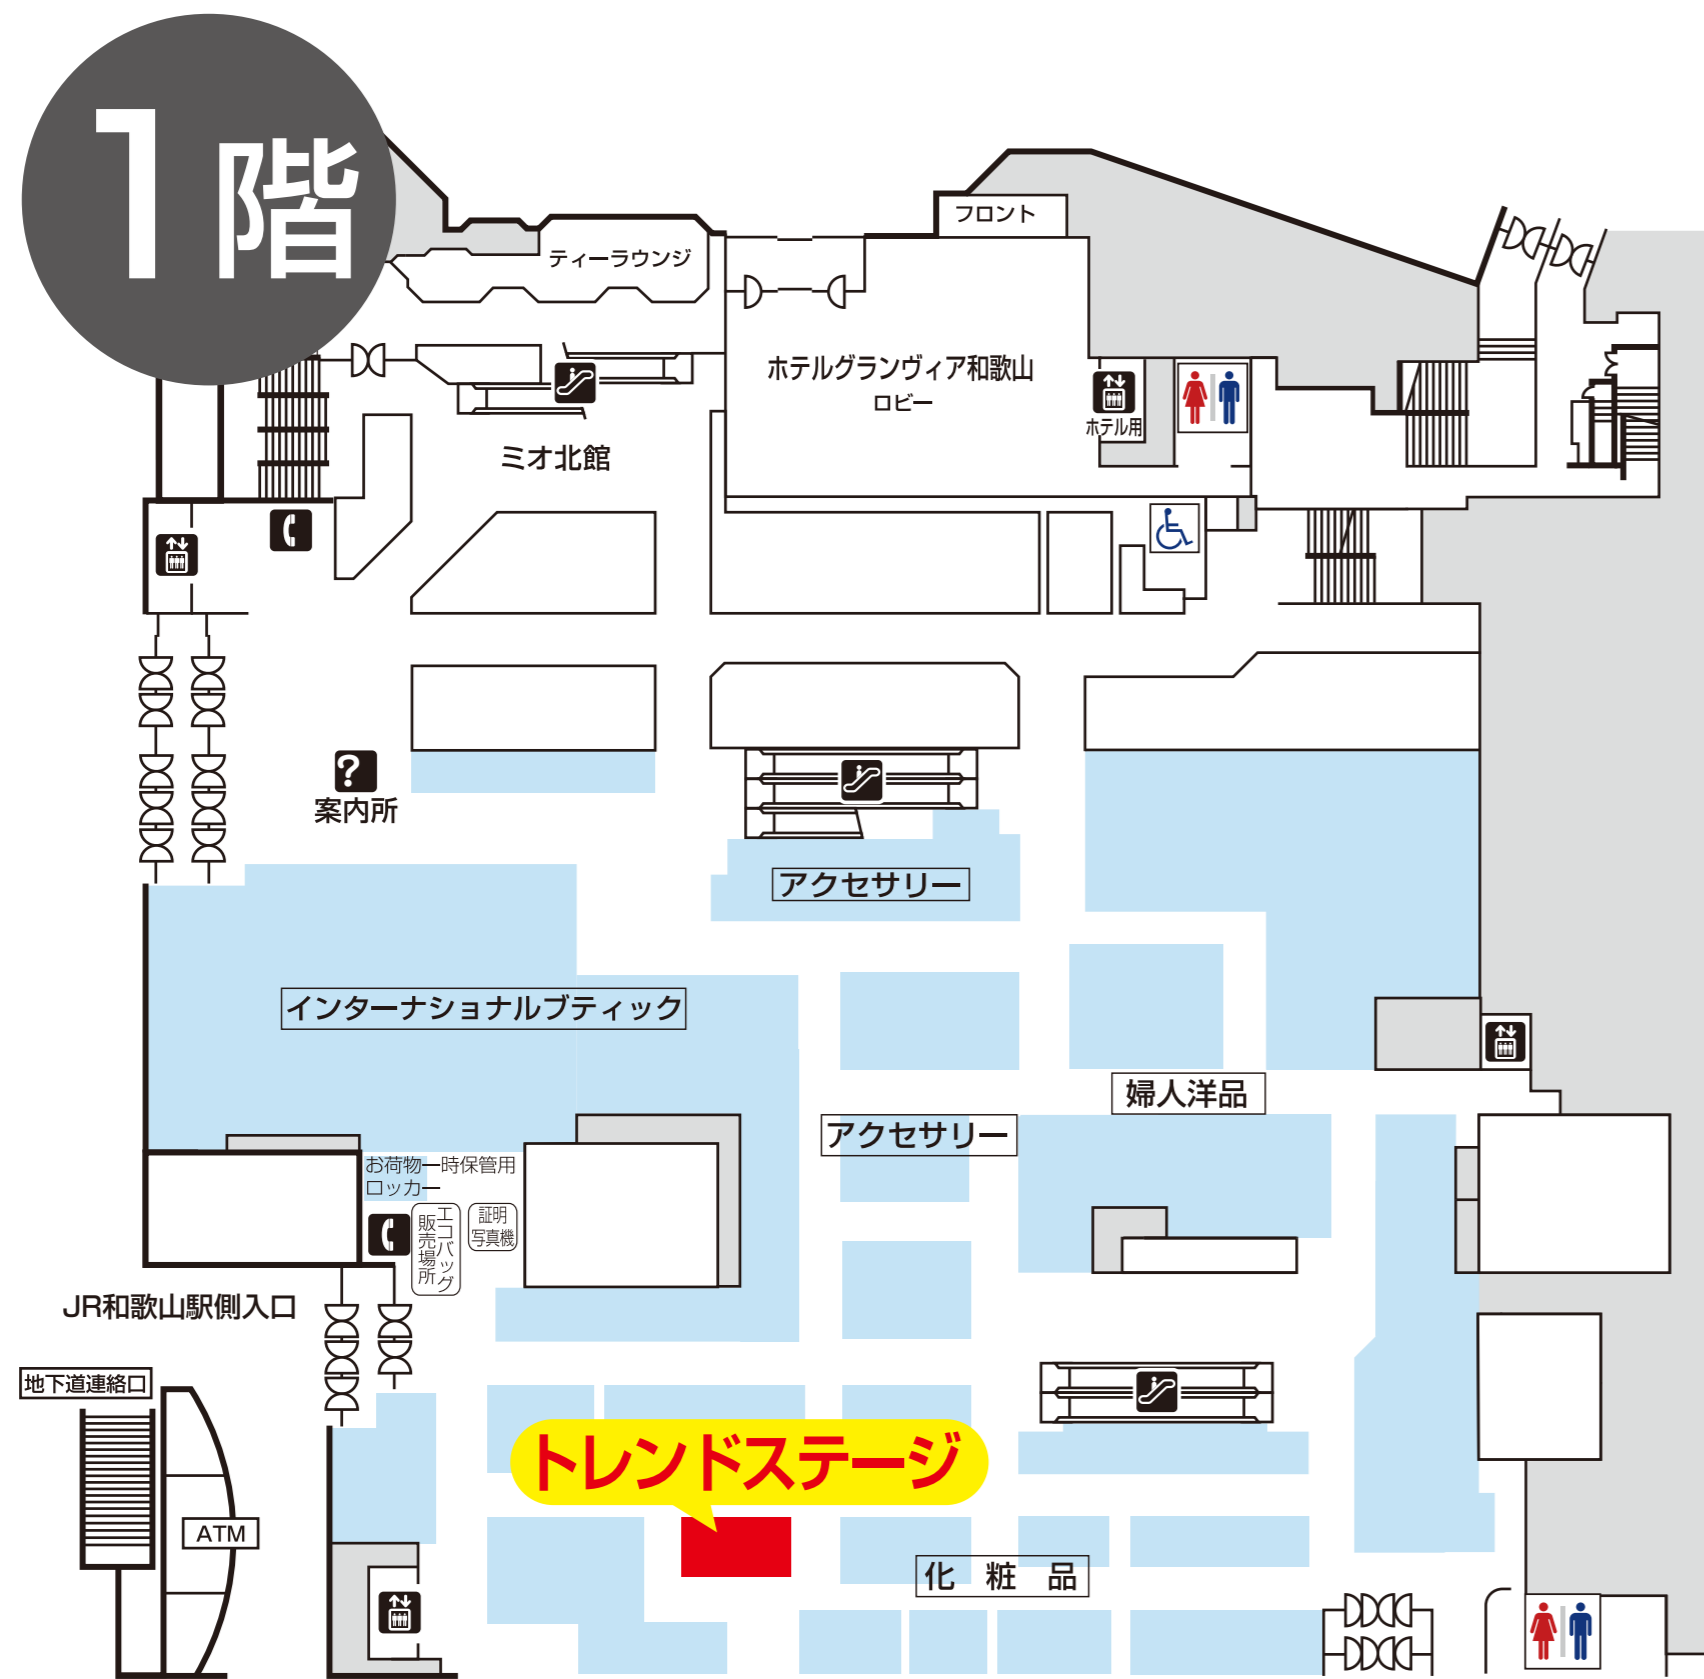 1階
フロント
ティーラウンジ
ホテルグランヴィア和歌山
ロビー
ホテル用
ミオ北館
?
案内所
アクセサリー
インターナショナルブティック
婦人洋品
アクセサリー
お荷物一時保管用
ロッカー
エコバッグ
販売場所
証明
写真機
JR和歌山駅側入口
地下道連絡口
トレンドステージ
ATM
化粧品